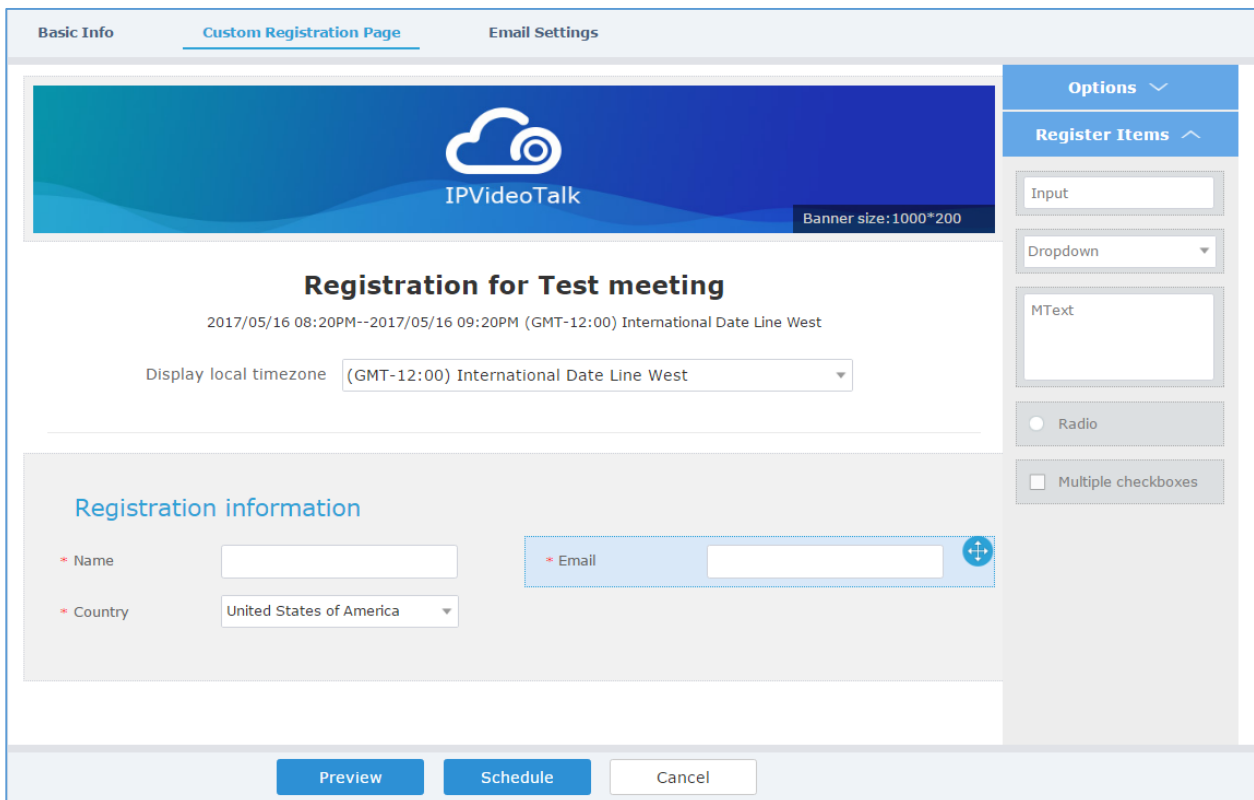 Basic Info Custom Registration Page Email Settings
Options
Register Items
IPVideoTalk
Banner size:1000*200
Input
Dropdown
MText
Radio
Multiple checkboxes
Registration for Test meeting
2017/05/16 08:20PM--2017/05/16 09:20PM (GMT-12:00) International Date Line West
Display local timezone (GMT-12:00) International Date Line West
Registration information
* Name
* Email
* Country United States of America
Preview Schedule Cancel